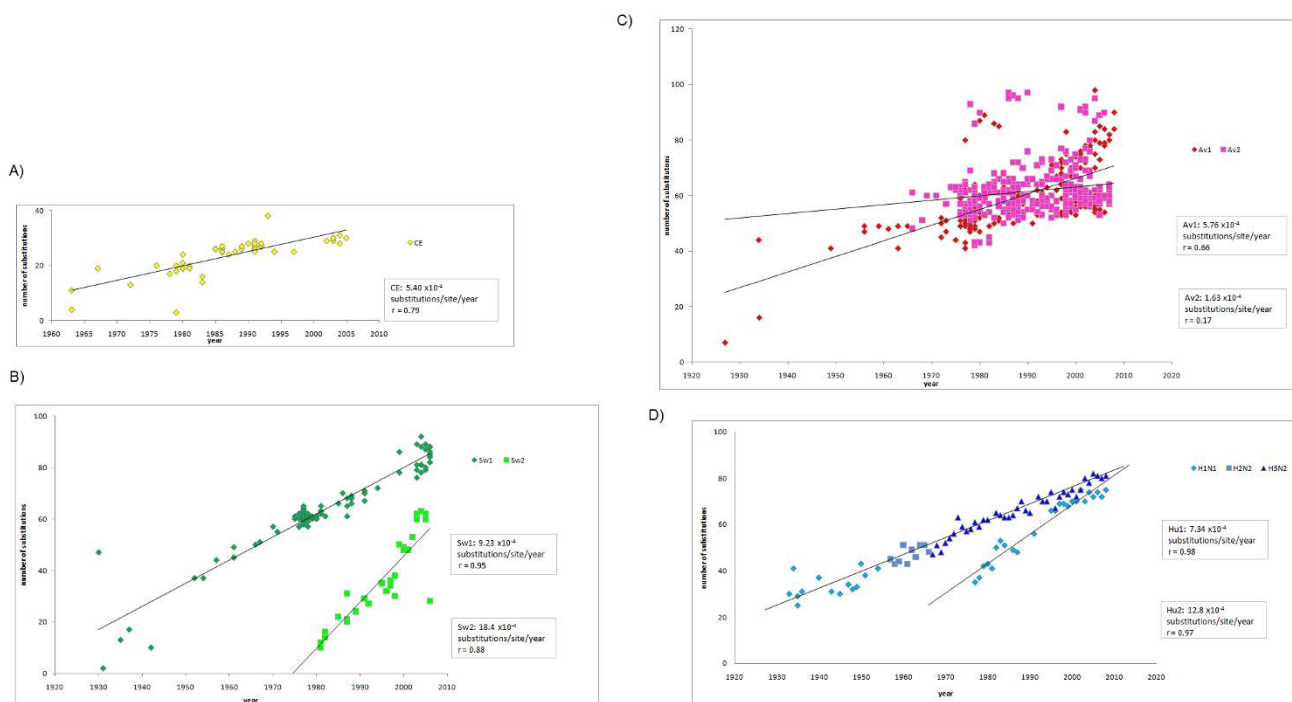 A)
number of substitutions
40
30
20
10
0
1960 1965 1967 1970 1975 1980 1985 1990 1995 2000 2005 2010
year
CE
CE: 5.40 x10-4
substitutions/site/year
r = 0.79
B)
number of substitutions
100
80
60
40
20
0
1920 1930 1940 1950 1960 1970 1980 1990 2000 2010
year
Sw1 Sw2
Sw1: 9.23 x10-4
substitutions/site/year
r = 0.95
Sw2: 18.4 x10-4
substitutions/site/year
r = 0.88
C)
number of substitutions
120
100
80
60
40
20
0
1920 1930 1940 1950 1960 1970 1980 1990 2000 2010 2020
year
Av1 Av2
Av1: 5.76 x10-4
substitutions/site/year
r = 0.66
Av2: 1.63 x10-4
substitutions/site/year
r = 0.17
D)
number of substitutions
100
80
60
40
20
0
1920 1930 1940 1950 1960 1970 1980 1990 2000 2010 2020
year
H1N1 H2N2 H3N2
Hu1: 7.34 x10-4
substitutions/site/year
r = 0.98
Hu2: 12.8 x10-4
substitutions/site/year
r = 0.97